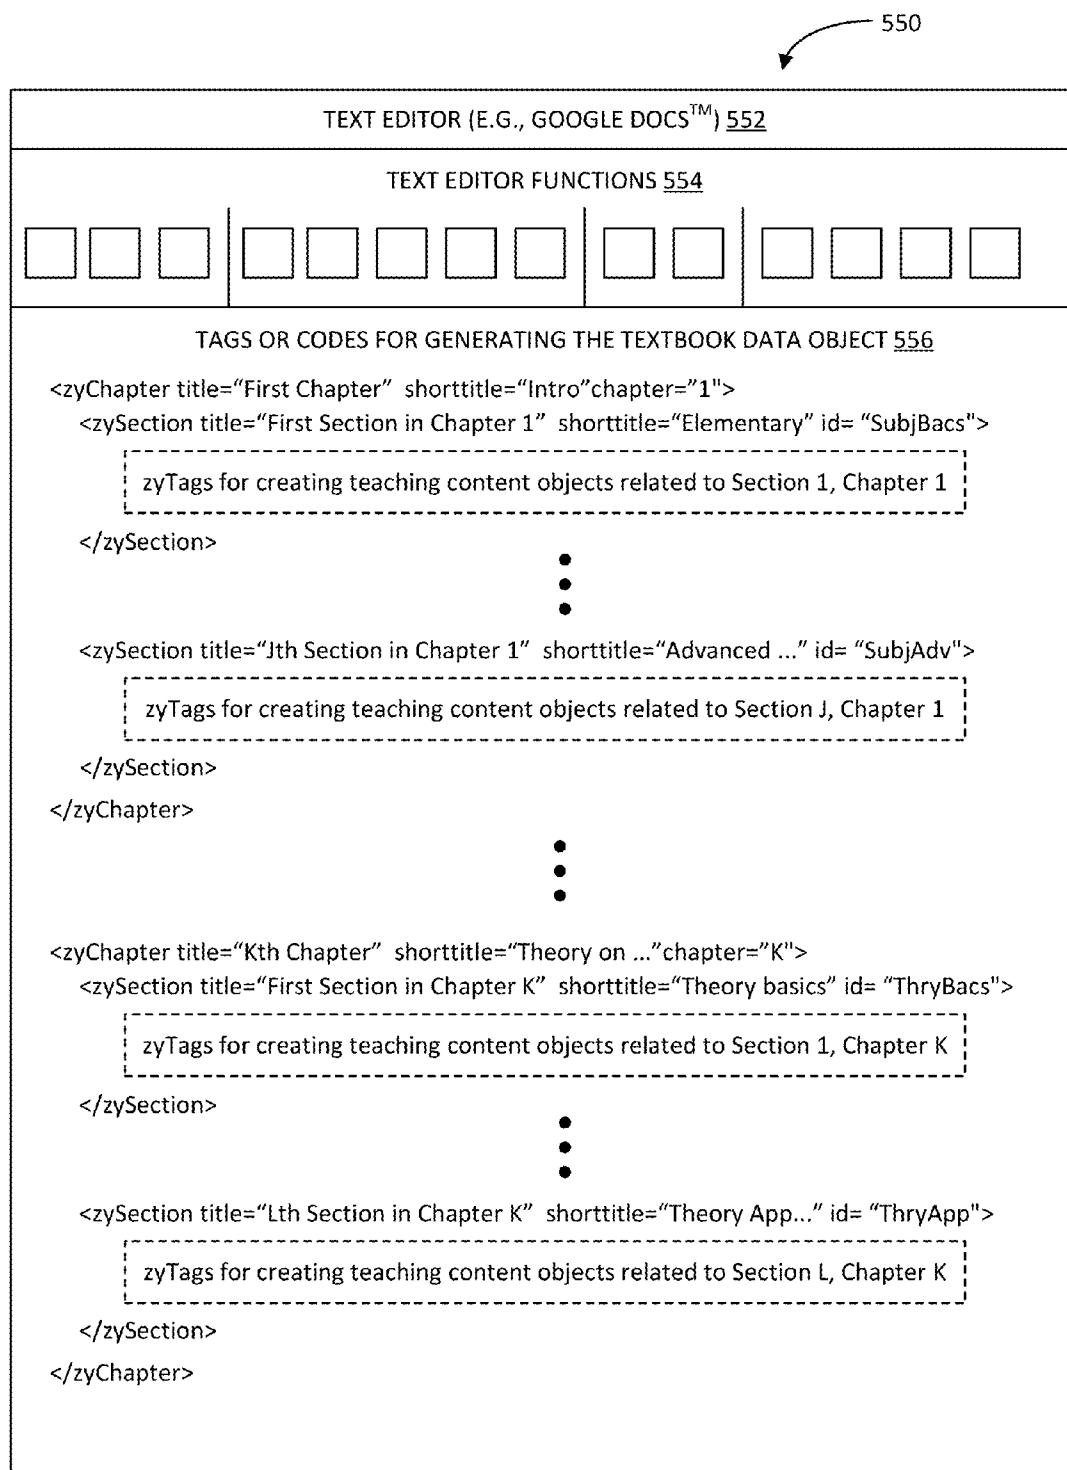 550
TEXT EDITOR (E.G., GOOGLE DOCS™) 552
TEXT EDITOR FUNCTIONS 554
TAGS OR CODES FOR GENERATING THE TEXTBOOK DATA OBJECT 556
<zyChapter title=“First Chapter”  shorttitle=“Intro”chapter=”1">
<zySection title=“First Section in Chapter 1”  shorttitle=“Elementary” id= “SubjBacs">
zyTags for creating teaching content objects related to Section 1, Chapter 1
</zySection>
<zySection title=“Jth Section in Chapter 1”  shorttitle=“Advanced ...” id= “SubjAdv">
zyTags for creating teaching content objects related to Section J, Chapter 1
</zySection>
</zyChapter>
<zyChapter title=“Kth Chapter”  shorttitle=“Theory on ...”chapter=”K">
<zySection title=“First Section in Chapter K”  shorttitle=“Theory basics” id= “ThryBacs">
zyTags for creating teaching content objects related to Section 1, Chapter K
</zySection>
<zySection title=“Lth Section in Chapter K”  shorttitle=“Theory App...” id= “ThryApp">
zyTags for creating teaching content objects related to Section L, Chapter K
</zySection>
</zyChapter>